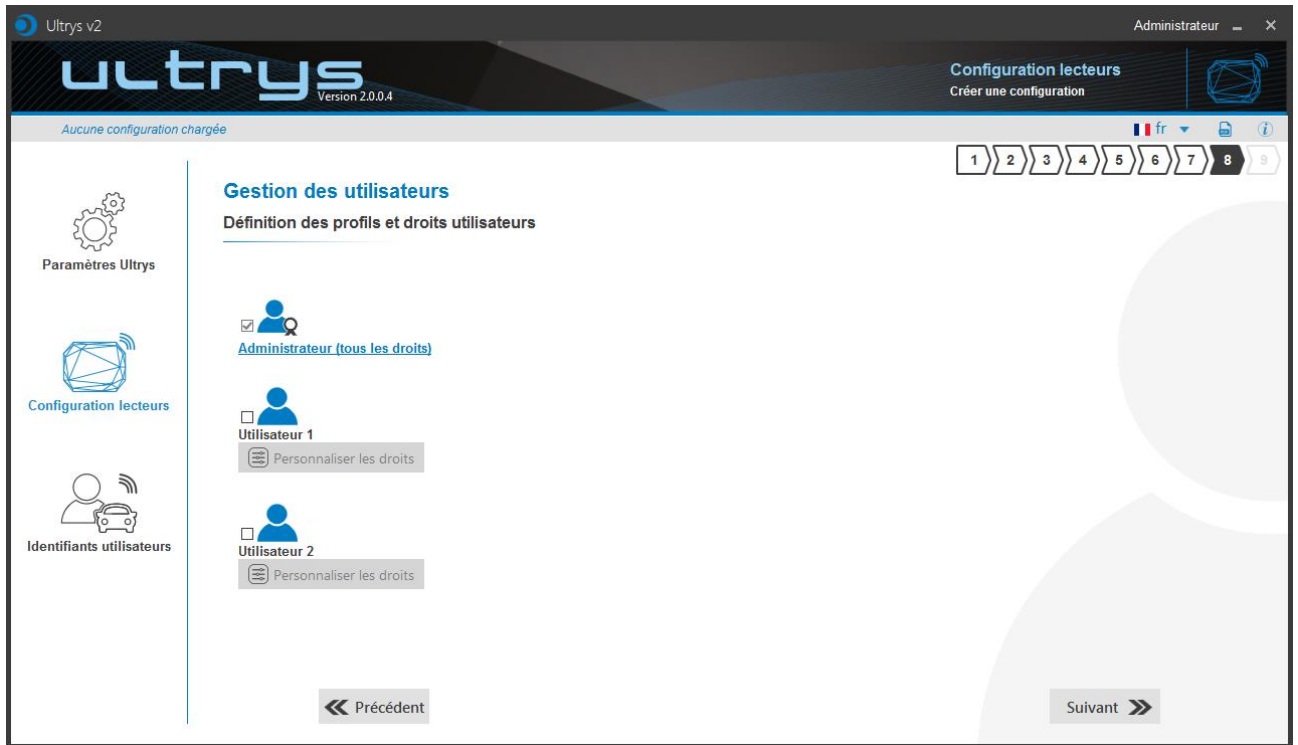 Ultrys v2
Administrateur
ultrys
Version 2.0.0.4
Configuration lecteurs
Créer une configuration
Aucune configuration chargée
fr
1 2 3 4 5 6 7 8 9
Gestion des utilisateurs
Définition des profils et droits utilisateurs
Paramètres Ultrys
Configuration lecteurs
Identifiants utilisateurs
Administrateur (tous les droits)
Utilisateur 1
Personnaliser les droits
Utilisateur 2
Personnaliser les droits
Précédent
Suivant